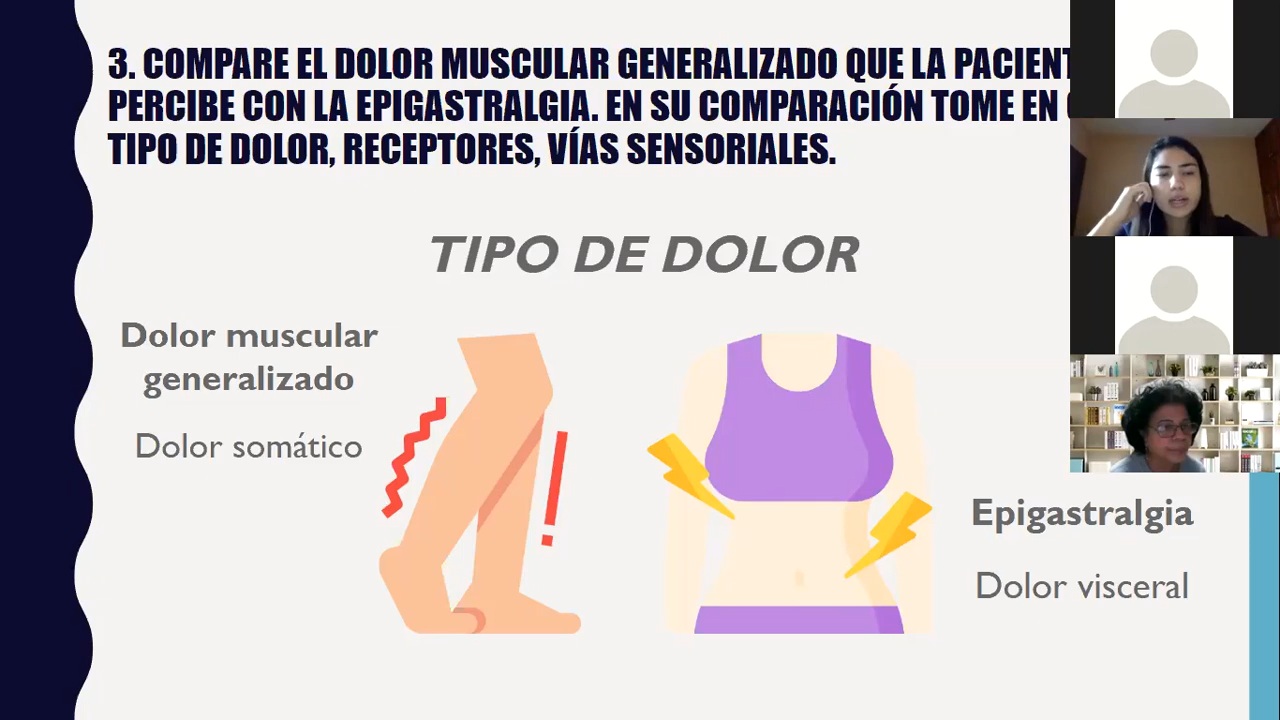 3. COMPARE EL DOLOR MUSCULAR GENERALIZADO QUE LA
PERCIBE CON LA EPIGASTRALGIA. EN SU COMPARACIÓN TOME EN
TIPO DE DOLOR, RECEPTORES, VÍAS SENSORIALES.
TIPO DE DOLOR
Dolor muscular
generalizado
Dolor somático
Epigastralgia
Dolor visceral